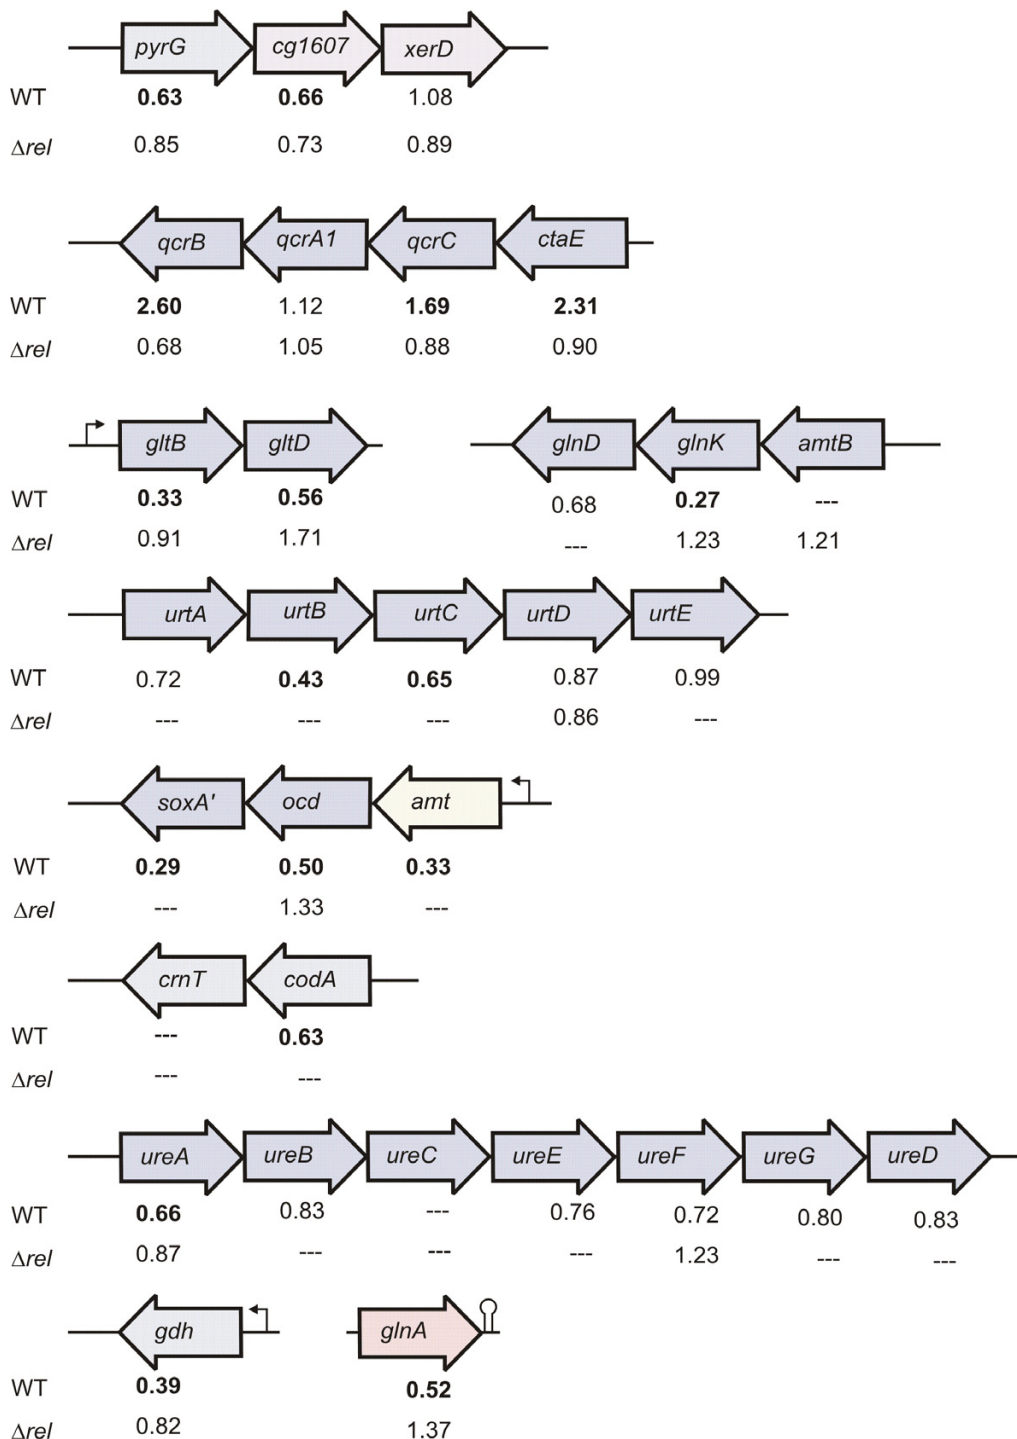 pyrG cg1607 xerD
WT 0.63 0.66 1.08
Δrel 0.85 0.73 0.89
qcrB qcrA1 qcrC ctaE
WT 2.60 1.12 1.69 2.31
Δrel 0.68 1.05 0.88 0.90
gltB gltD glnD glnK amtB
WT 0.33 0.56 0.68 0.27 ---
Δrel 0.91 1.71 --- 1.23 1.21
urtA urtB urtC urtD urtE
WT 0.72 0.43 0.65 0.87 0.99
Δrel --- --- --- 0.86 ---
soxA' ocd amt
WT 0.29 0.50 0.33
Δrel --- 1.33 ---
crnT codA
WT --- 0.63
Δrel --- ---
ureA ureB ureC ureE ureF ureG ureD
WT 0.66 0.83 --- 0.76 0.72 0.80 0.83
Δrel 0.87 --- --- --- 1.23 --- ---
gdh glnA
WT 0.39 0.52
Δrel 0.82 1.37